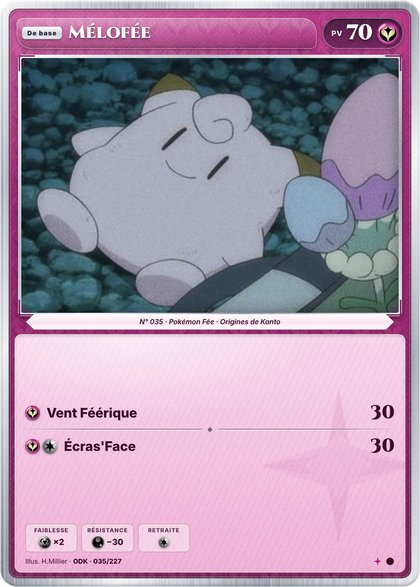 De base MÉLOFÉE PV 70
N° 035 · Pokémon Fée · Origines de Kanto
Vent Féérique 30
Écras'Face 30
FAIBLESSE RÉSISTANCE RETRAITE
×2 −30
Illus. H.Millier · ODK · 035/227